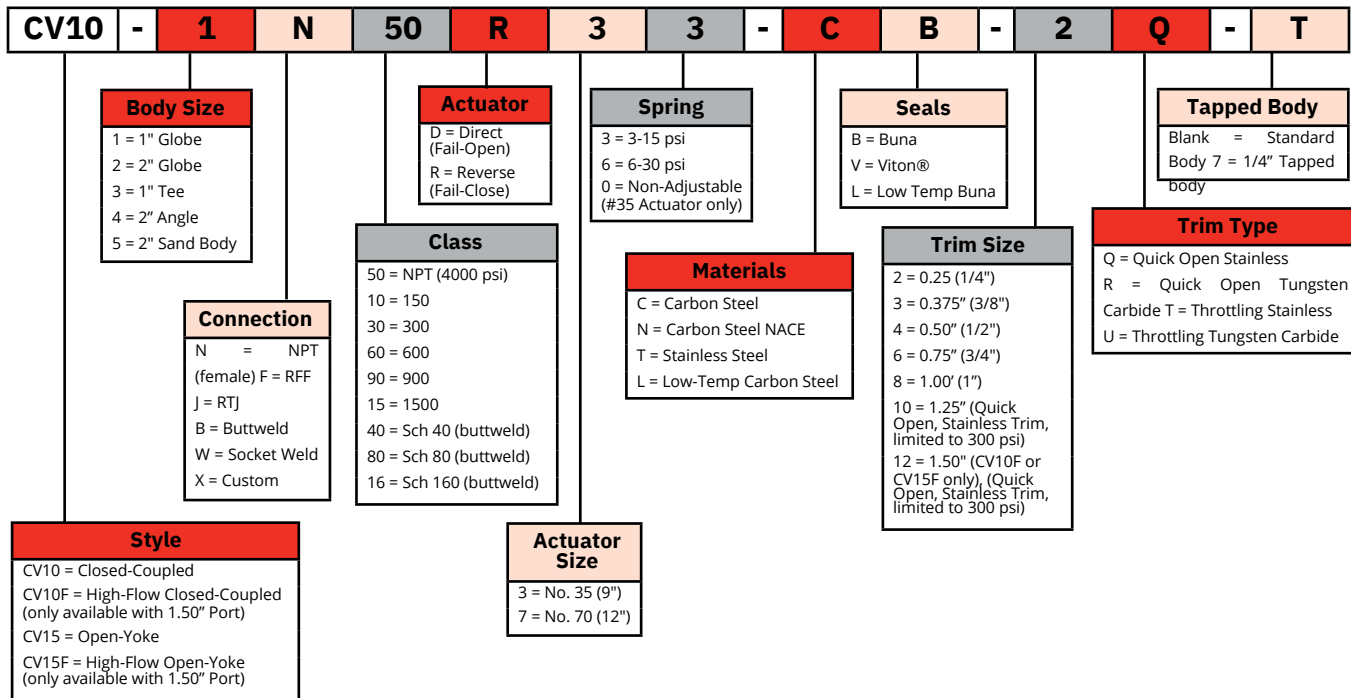 CV10 - 1 N 50 R 3 3 - C B - 2 Q - T
Body Size
1 = 1" Globe
2 = 2" Globe
3 = 1" Tee
4 = 2” Angle
5 = 2" Sand Body
Actuator
D = Direct
(Fail-Open)
R = Reverse
(Fail-Close)
Spring
3 = 3-15 psi
6 = 6-30 psi
0 = Non-Adjustable
(#35 Actuator only)
Seals
B = Buna
V = Viton®
L = Low Temp Buna
Tapped Body
Blank = Standard
Body 7 = 1/4” Tapped
body
Connection
N = NPT
(female) F = RFF
J = RTJ
B = Buttweld
W = Socket Weld
X = Custom
Class
50 = NPT (4000 psi)
10 = 150
30 = 300
60 = 600
90 = 900
15 = 1500
40 = Sch 40 (buttweld)
80 = Sch 80 (buttweld)
16 = Sch 160 (buttweld)
Materials
C = Carbon Steel
N = Carbon Steel NACE
T = Stainless Steel
L = Low-Temp Carbon Steel
Trim Size
2 = 0.25 (1/4")
3 = 0.375” (3/8")
4 = 0.50” (1/2")
6 = 0.75” (3/4")
8 = 1.00’ (1”)
10 = 1.25” (Quick
Open, Stainless Trim,
limited to 300 psi)
12 = 1.50" (CV10F or
CV15F only), (Quick
Open, Stainless Trim,
limited to 300 psi)
Trim Type
Q = Quick Open Stainless
R = Quick Open Tungsten
Carbide T = Throttling Stainless
U = Throttling Tungsten Carbide
Style
CV10 = Closed-Coupled
CV10F = High-Flow Closed-Coupled
(only available with 1.50” Port)
CV15 = Open-Yoke
CV15F = High-Flow Open-Yoke
(only available with 1.50” Port)
Actuator
Size
3 = No. 35 (9")
7 = No. 70 (12")